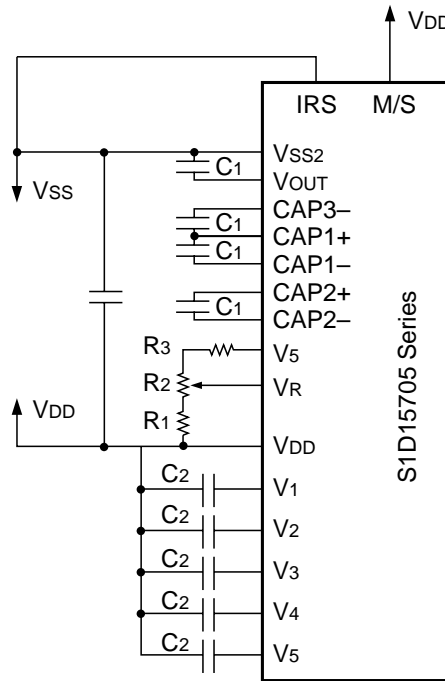 VDD
IRS M/S
VSS
C1
VSS2
VOUT
CAP3–
C1
CAP1+
C1
CAP1–
CAP2+
C1
CAP2–
R3
V5
R2
VR
R1
VDD
VDD
C2
V1
C2
V2
C2
V3
C2
V4
C2
V5
S1D15705 Series